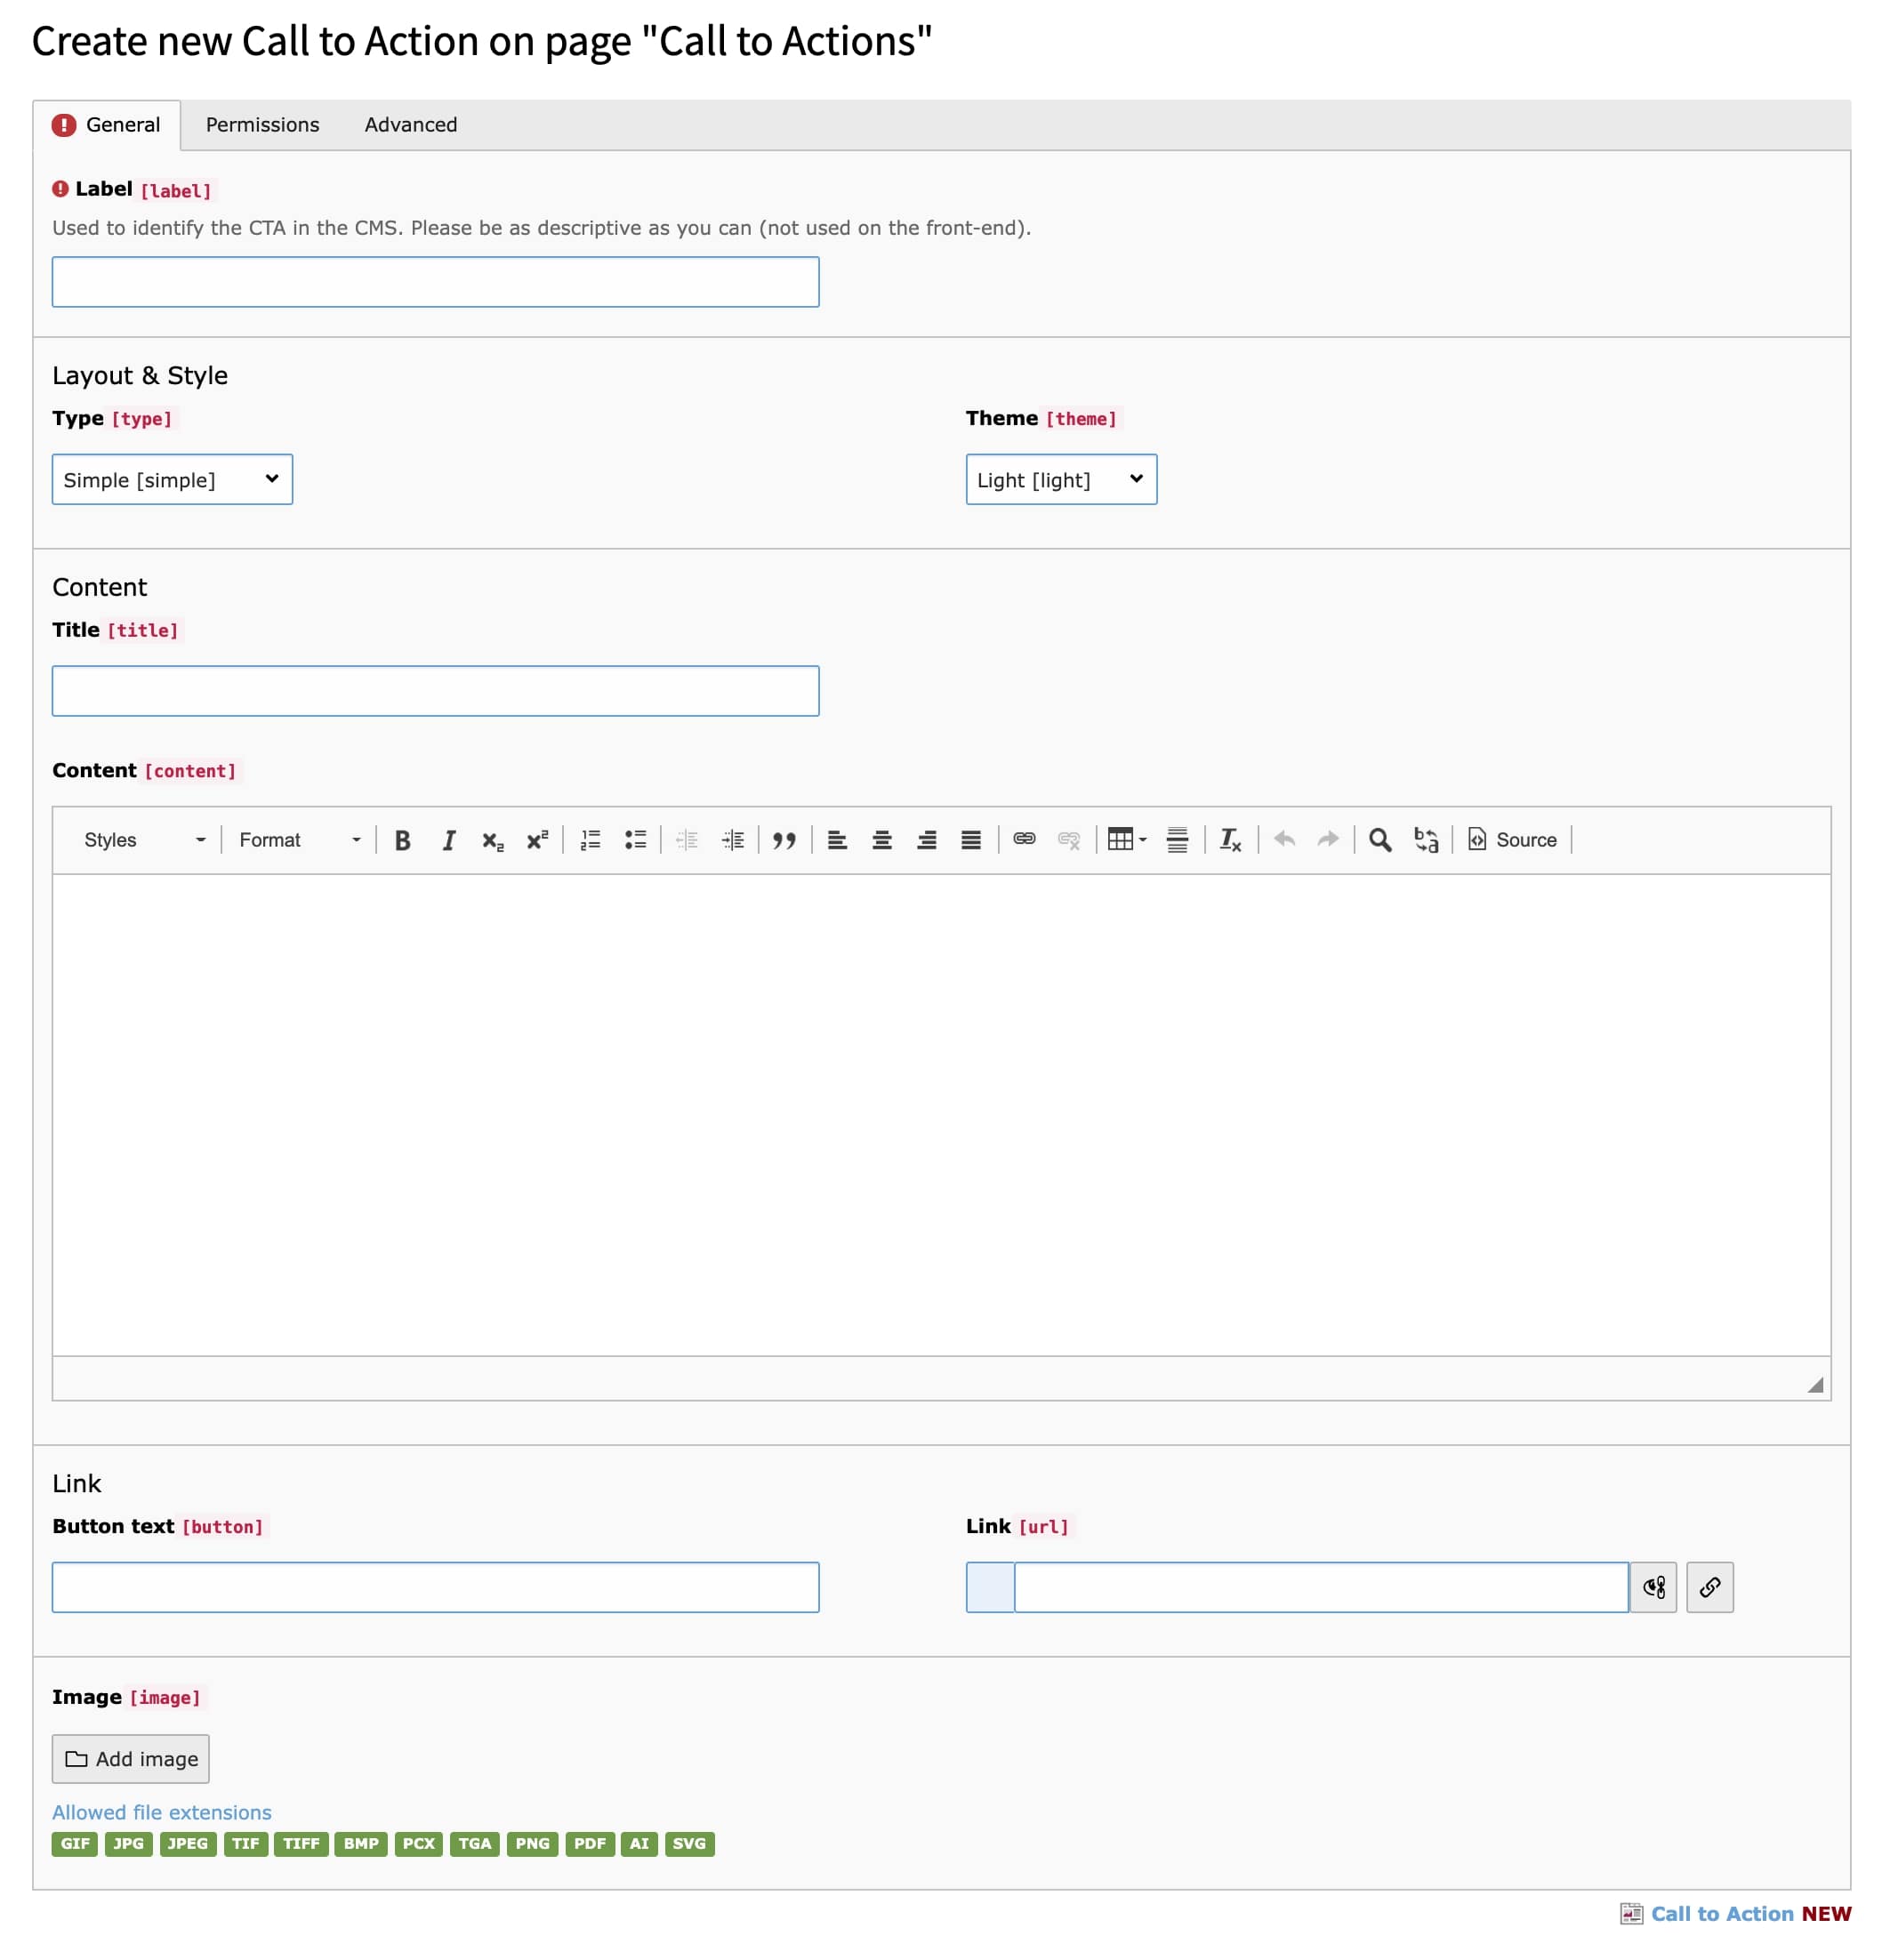 Create new Call to Action on page "Call to Actions"
General Permissions Advanced
Label [label]
Used to identify the CTA in the CMS. Please be as descriptive as you can (not used on the front-end).
Layout & Style
Type [type] Theme [theme]
Simple [simple] Light [light]
Content
Title [title]
Content [content]
Styles Format Source
Link
Button text [button] Link [url]
Image [image]
Add image
Allowed file extensions
GIF JPG JPEG TIF TIFF BMP PCX TGA PNG PDF AI SVG
Call to Action NEW